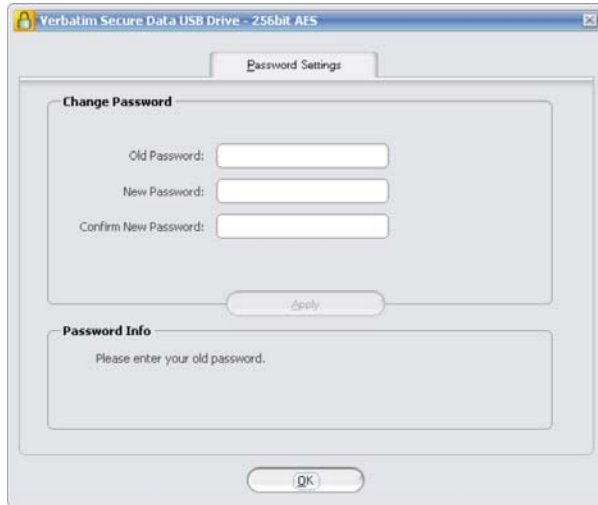 Verbatim Secure Data USB Drive - 256bit AES
Password Settings
Change Password
Old Password:
New Password:
Confirm New Password:
Apply
Password Info
Please enter your old password.
OK